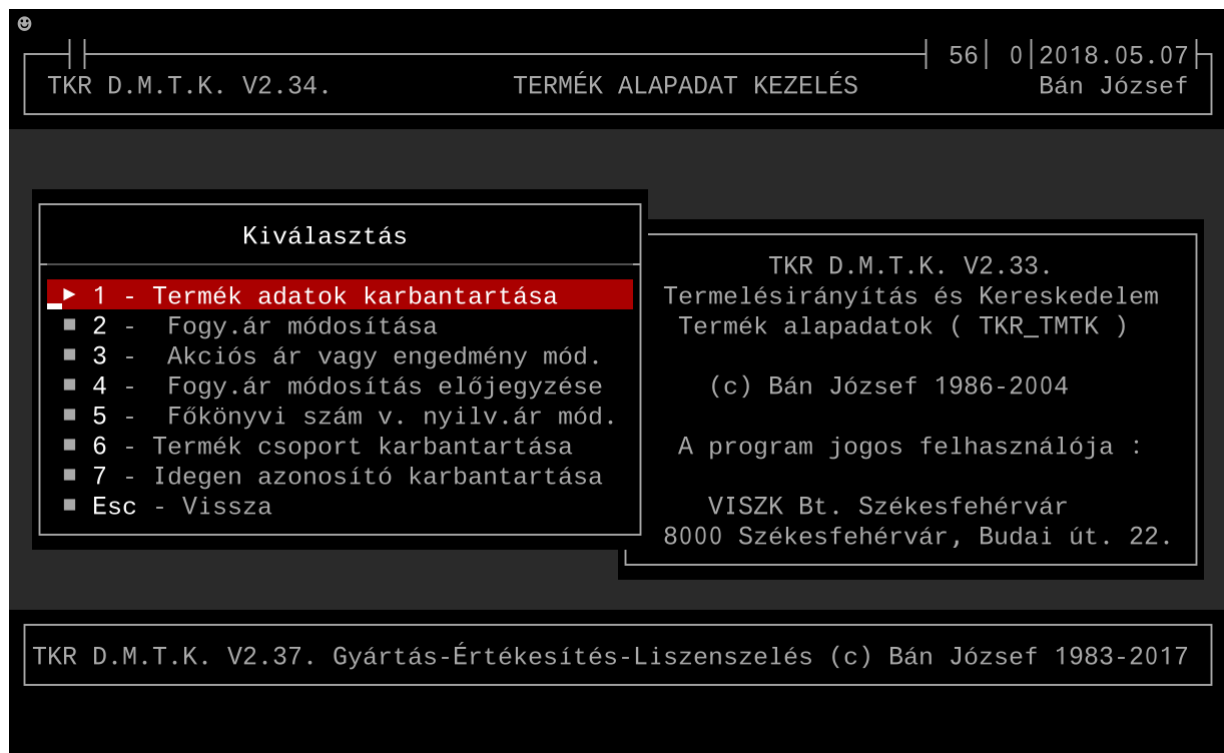 56 0 2018.05.07
TKR D.M.T.K. V2.34. TERMÉK ALAPADAT KEZELÉS Bán József
Kiválasztás
1 - Termék adatok karbantartása
2 - Fogy.ár módosítása
3 - Akciós ár vagy engedmény mód.
4 - Fogy.ár módosítás előjegyzése
5 - Főkönyvi szám v. nyilv.ár mód.
6 - Termék csoport karbantartása
7 - Idegen azonosító karbantartása
Esc - Vissza
TKR D.M.T.K. V2.33.
Termelésirányítás és Kereskedelem
Termék alapadatok ( TKR_TMTK )
(c) Bán József 1986-2004
A program jogos felhasználója :
VISZK Bt. Székesfehérvár
8000 Székesfehérvár, Budai út. 22.
TKR D.M.T.K. V2.37. Gyártás-Értékesítés-Liszenszelés (c) Bán József 1983-2017